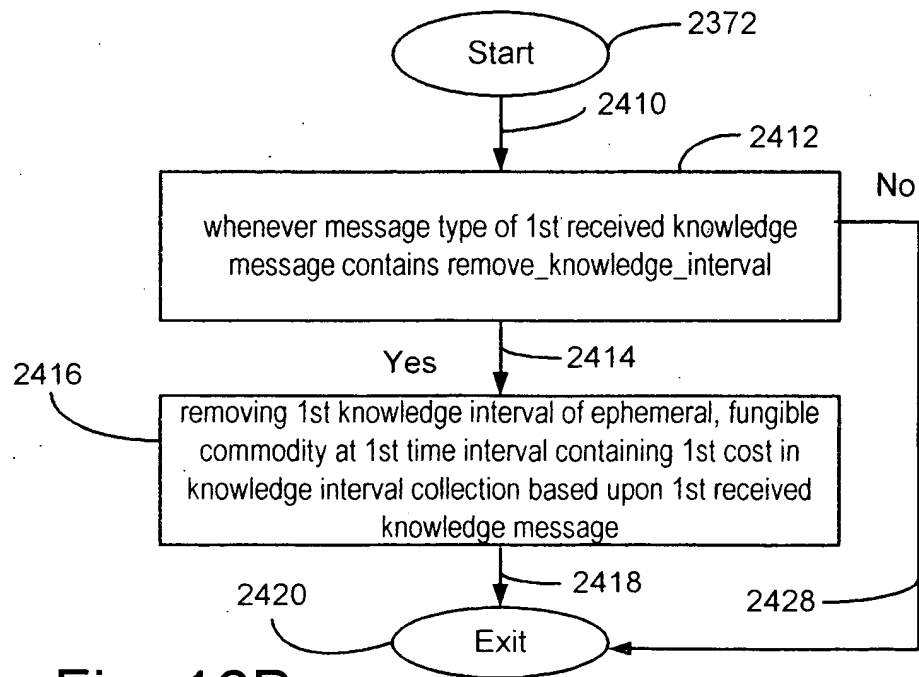 2372
Start
2410
2412
No
whenever message type of 1st received knowledge
message contains remove_knowledge_interval
Yes
2414
2416
removing 1st knowledge interval of ephemeral, fungible
commodity at 1st time interval containing 1st cost in
knowledge interval collection based upon 1st received
knowledge message
2418
2420
2428
Exit